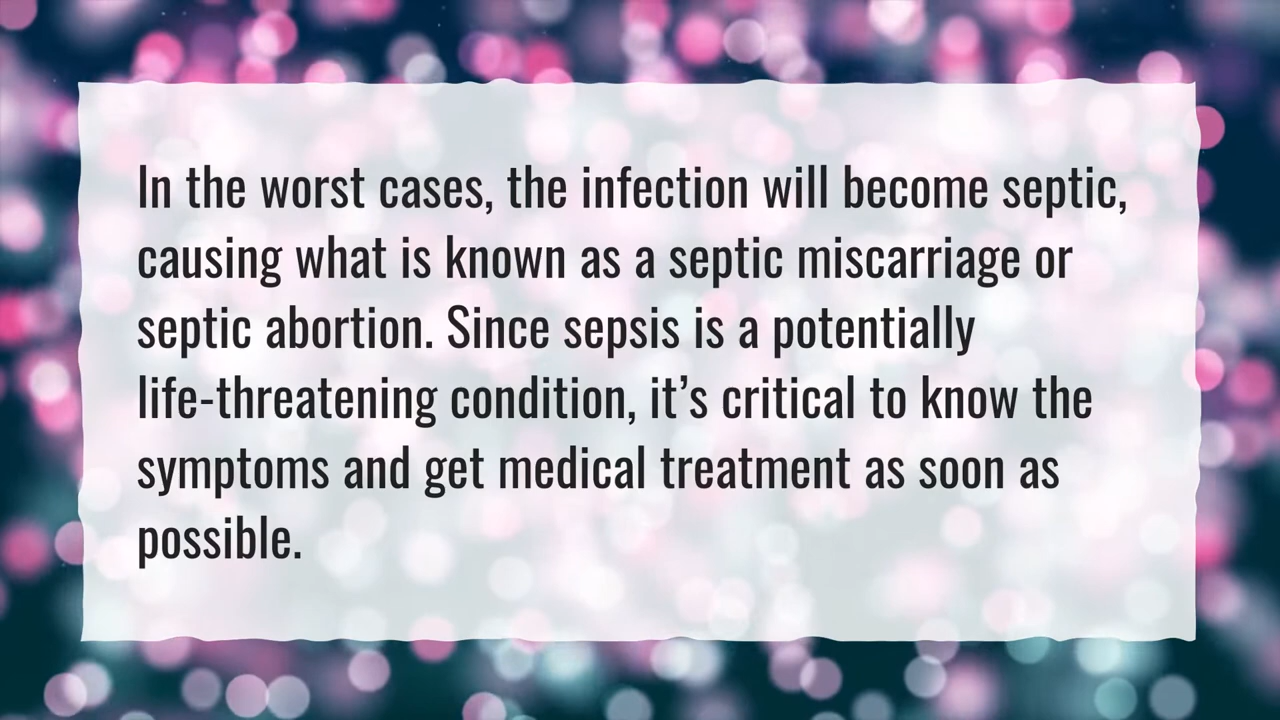 In the worst cases, the infection will become septic,
causing what is known as a septic miscarriage or
septic abortion. Since sepsis is a potentially
life-threatening condition, it’s critical to know the
symptoms and get medical treatment as soon as
possible.